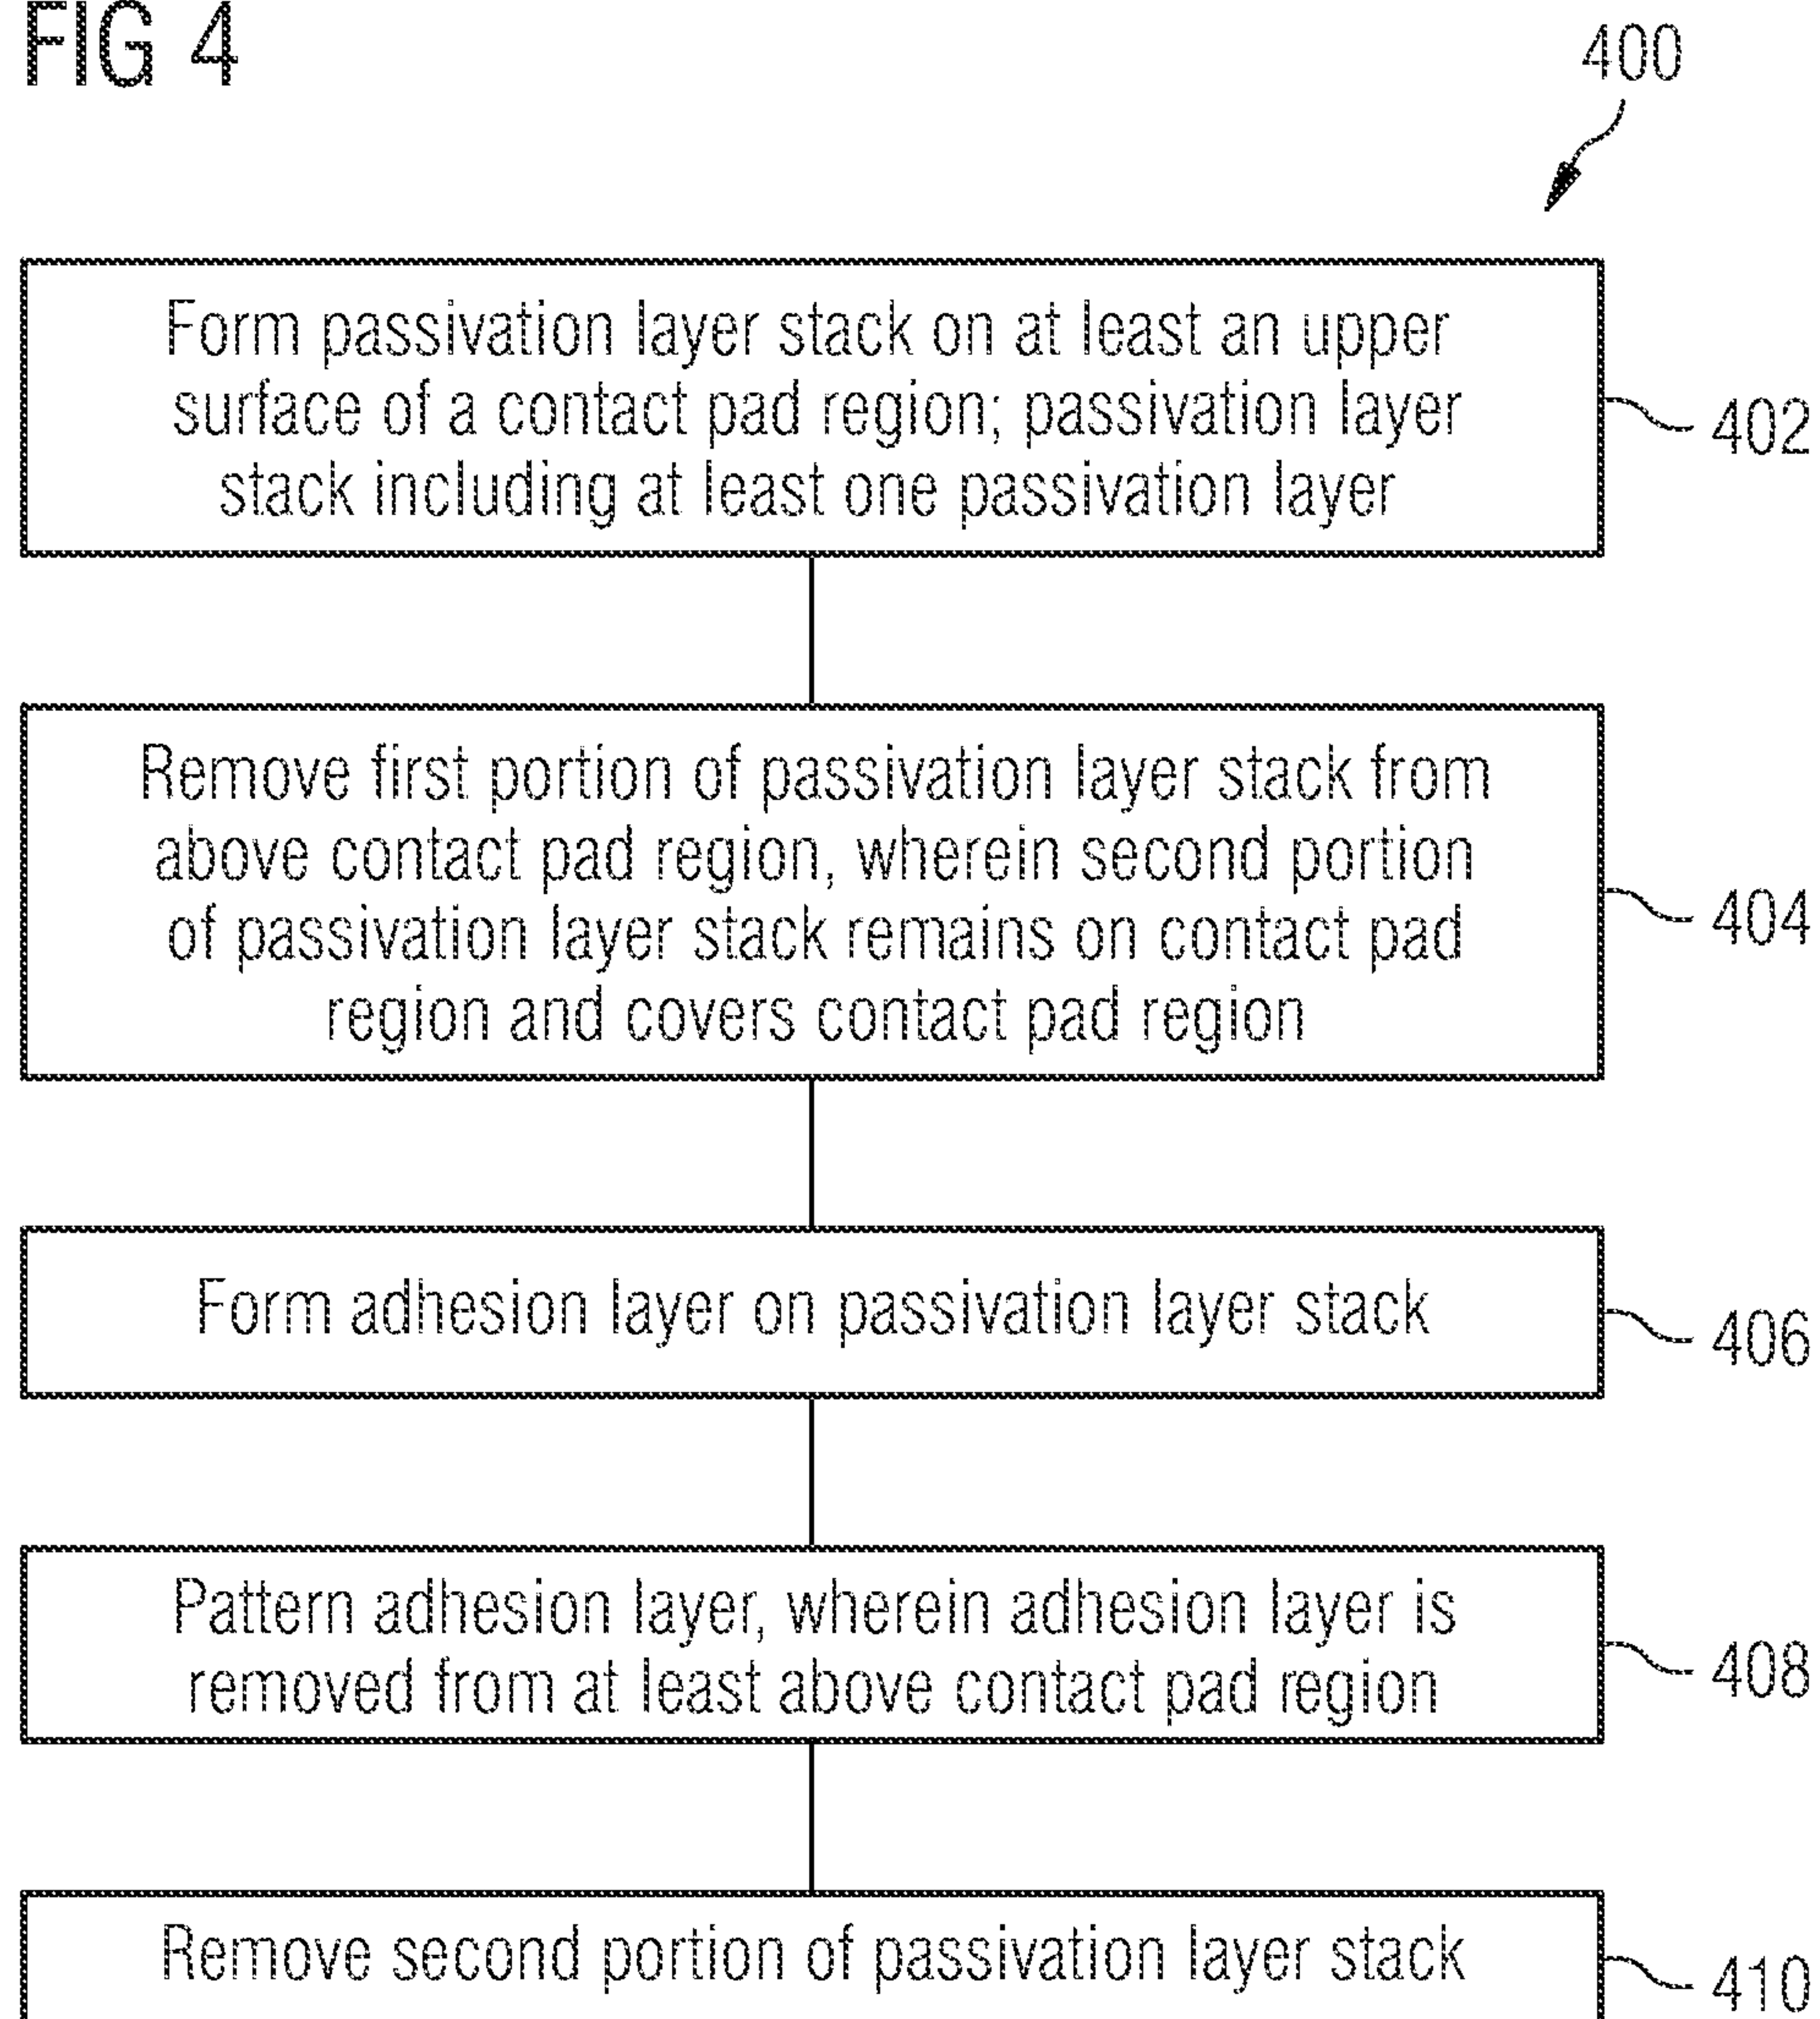 FIG 4
400
Form passivation layer stack on at least an upper
surface of a contact pad region; passivation layer
stack including at least one passivation layer
402
Remove first portion of passivation layer stack from
above contact pad region, wherein second portion
of passivation layer stack remains on contact pad
region and covers contact pad region
404
Form adhesion layer on passivation layer stack
406
Pattern adhesion layer, wherein adhesion layer is
removed from at least above contact pad region
408
Remove second portion of passivation layer stack
410